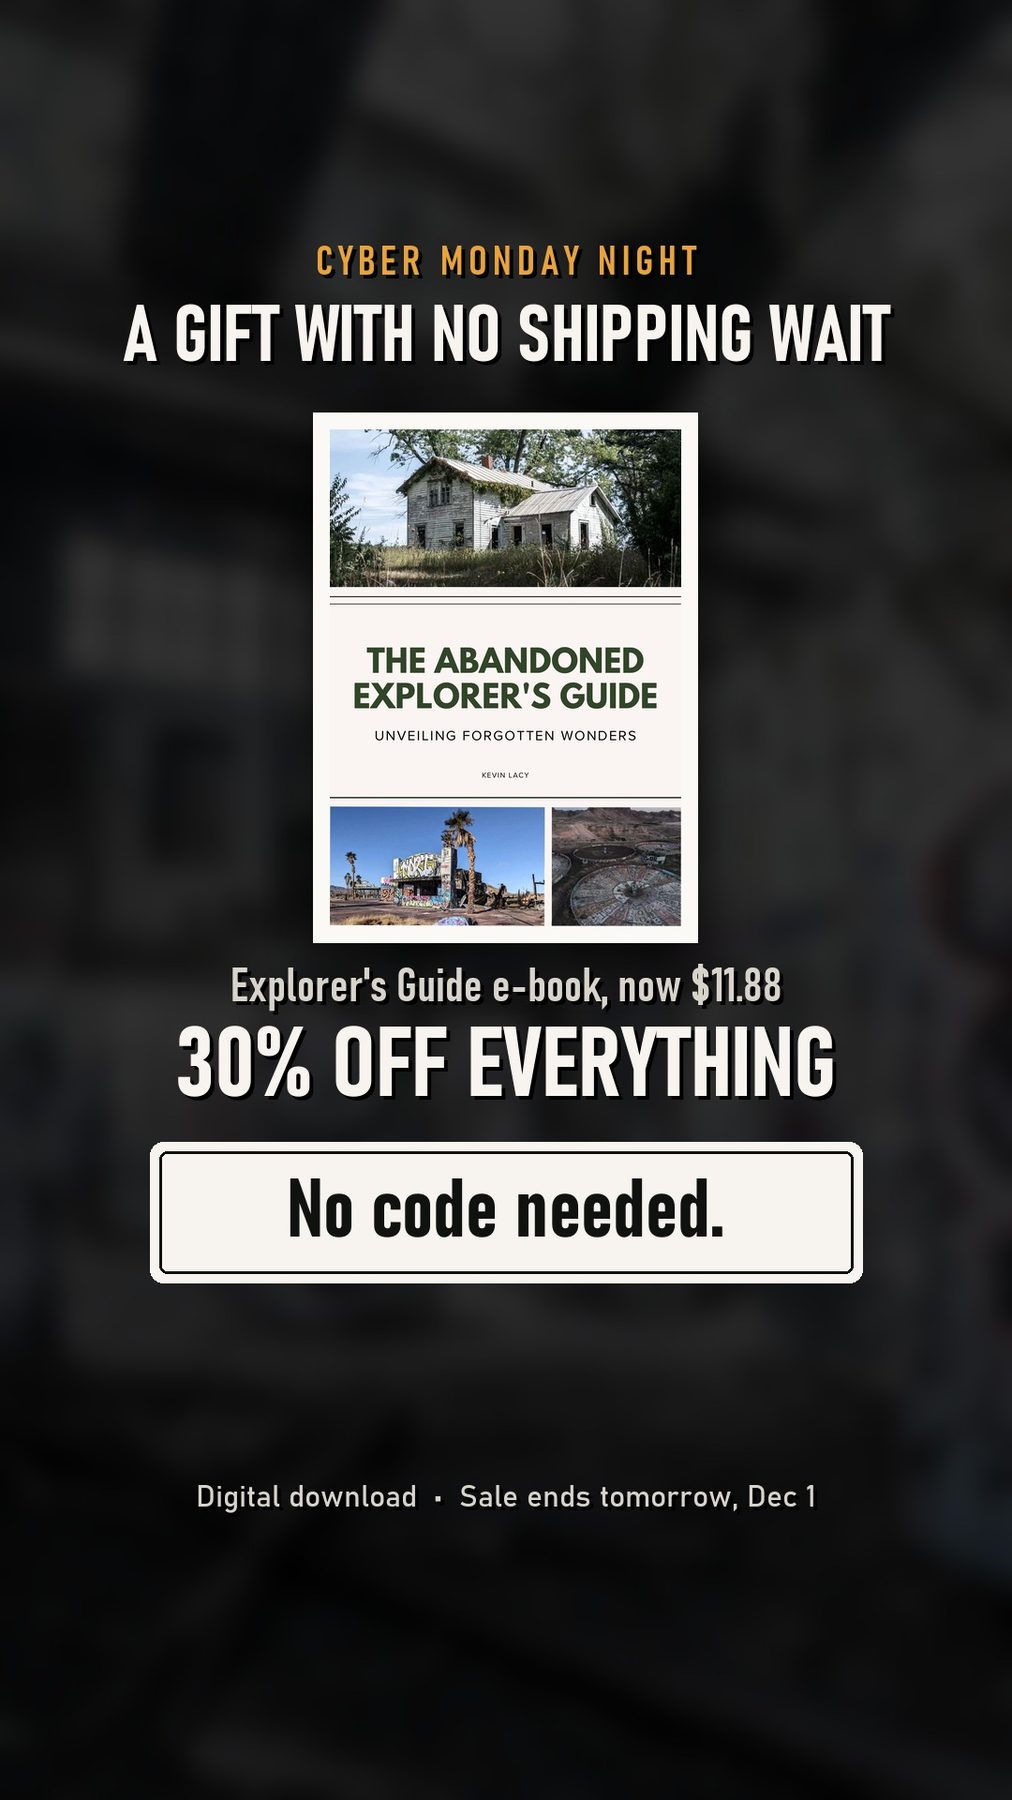 CYBER MONDAY NIGHT
A GIFT WITH NO SHIPPING WAIT
THE ABANDONED
EXPLORER'S GUIDE
UNVEILING FORGOTTEN WONDERS
KEVIN LACY
Explorer's Guide e-book, now $11.88
30% OFF EVERYTHING
No code needed.
Digital download · Sale ends tomorrow, Dec 1